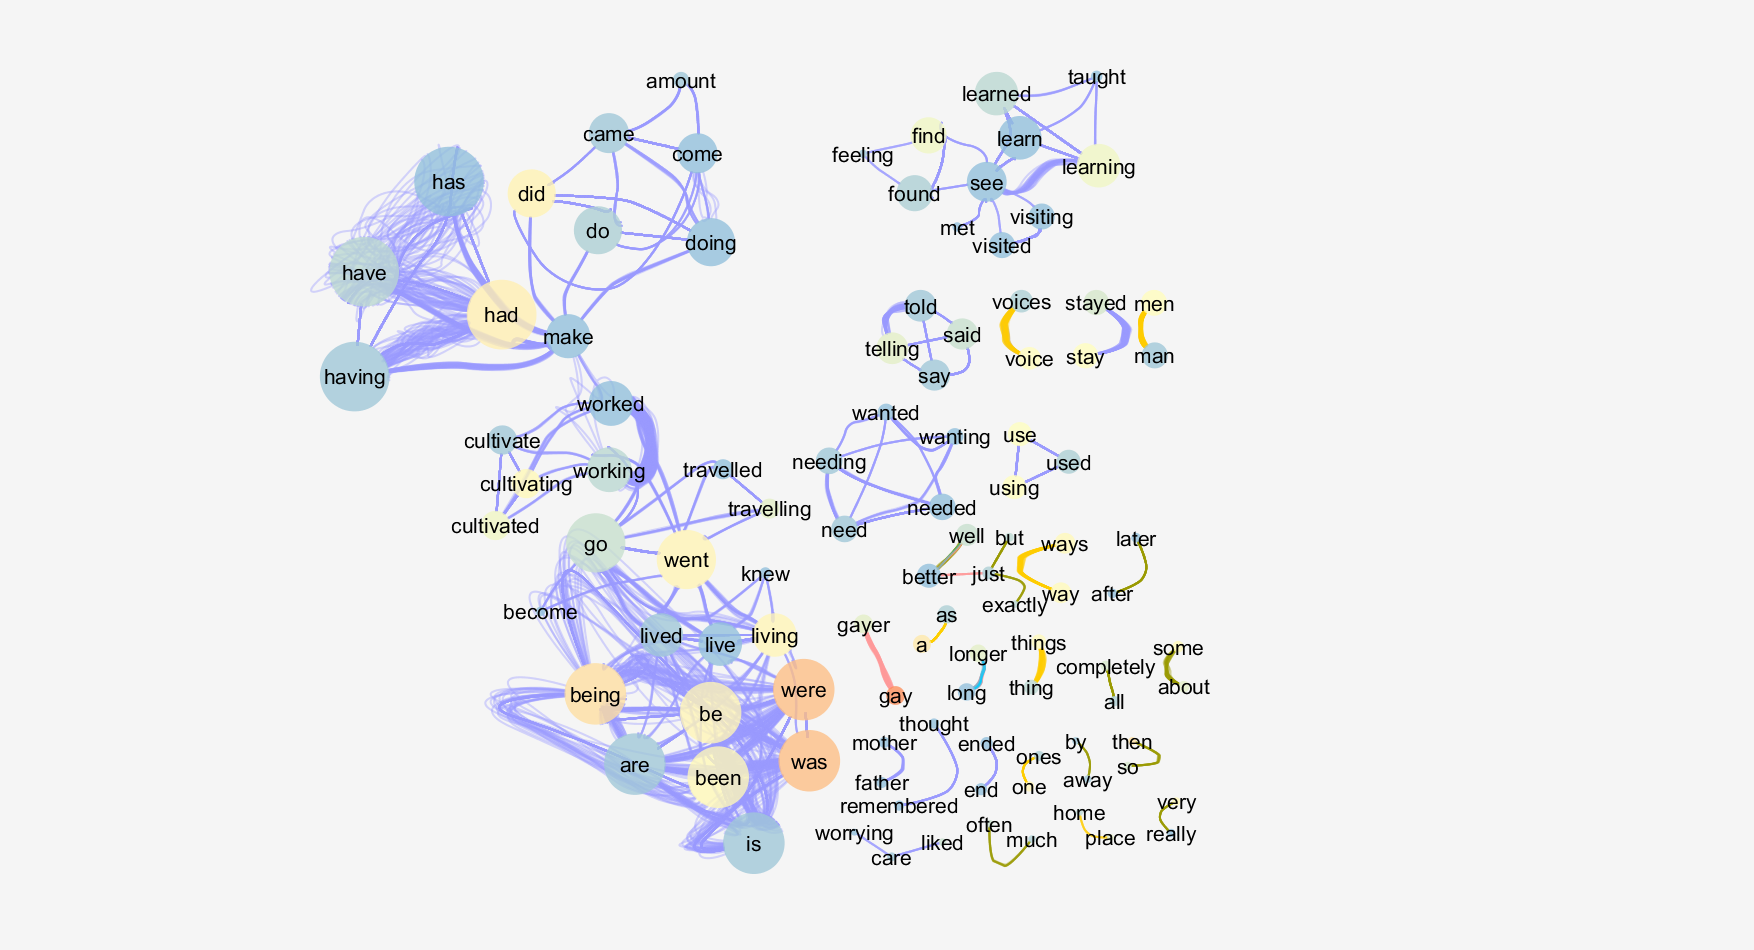 amount
came
come
has
did
do
doing
have
had
make
having
worked
cultivate
working
travelled
cultivating
travelling
cultivated
go
went
knew
become
lived
live
living
being
were
be
are
been
was
is
taught
learned
find
learn
feeling
learning
see
found
visiting
met
visited
told
said
telling
say
voices
voice
stayed
stay
men
man
wanted
wanting
needing
needed
need
use
used
using
well
but
better
just
exactly
ways
way
later
after
gayer
gay
as
a
longer
long
things
thing
completely
all
some
about
thought
remembered
mother
father
ended
end
ones
one
by
away
then
so
worrying
liked
care
often
much
home
place
very
really